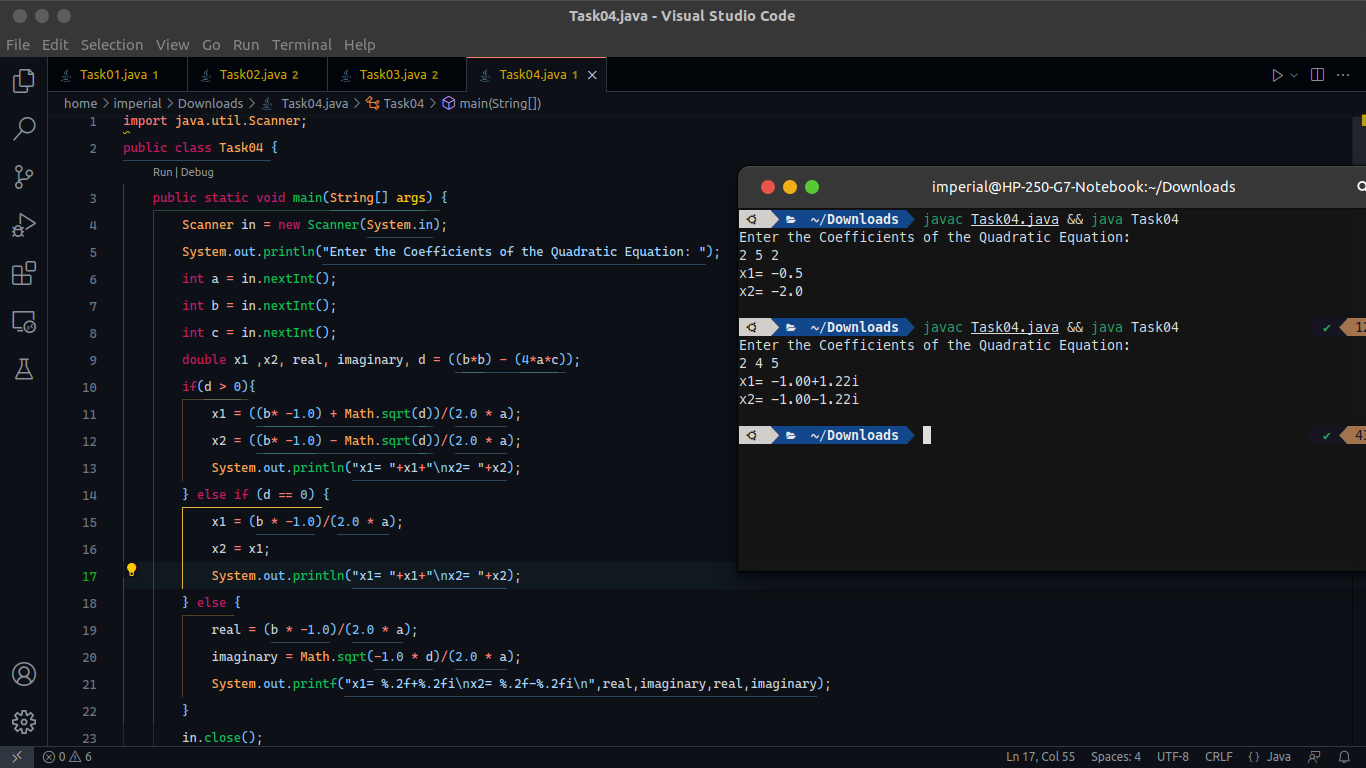 Task04.java - Visual Studio Code
File Edit Selection View Go Run Terminal Help
Task01.java 1 Task02.java 2 Task03.java 2 Task04.java 1
home > imperial > Downloads > Task04.java > Task04 > main(String[])
1 import java.util.Scanner;
2 public class Task04 {
Run | Debug
3 public static void main(String[] args) {
4 Scanner in = new Scanner(System.in);
5 System.out.println("Enter the Coefficients of the Quadratic Equation: ");
6 int a = in.nextInt();
7 int b = in.nextInt();
8 int c = in.nextInt();
9 double x1 ,x2, real, imaginary, d = ((b*b) - (4*a*c));
10 if(d > 0){
11 x1 = ((b* -1.0) + Math.sqrt(d))/(2.0 * a);
12 x2 = ((b* -1.0) - Math.sqrt(d))/(2.0 * a);
13 System.out.println("x1= "+x1+"\nx2= "+x2);
14 } else if (d == 0) {
15 x1 = (b * -1.0)/(2.0 * a);
16 x2 = x1;
17 System.out.println("x1= "+x1+"\nx2= "+x2);
18 } else {
19 real = (b * -1.0)/(2.0 * a);
20 imaginary = Math.sqrt(-1.0 * d)/(2.0 * a);
21 System.out.printf("x1= %.2f+%.2fi\nx2= %.2f-%.2fi\n",real,imaginary,real,imaginary);
22 }
23 in.close();
imperial@HP-250-G7-Notebook:~/Downloads
~/Downloads javac Task04.java && java Task04
Enter the Coefficients of the Quadratic Equation:
2 5 2
x1= -0.5
x2= -2.0
~/Downloads javac Task04.java && java Task04
Enter the Coefficients of the Quadratic Equation:
2 4 5
x1= -1.00+1.22i
x2= -1.00-1.22i
~/Downloads
0 6 Ln 17, Col 55 Spaces: 4 UTF-8 CRLF {} Java